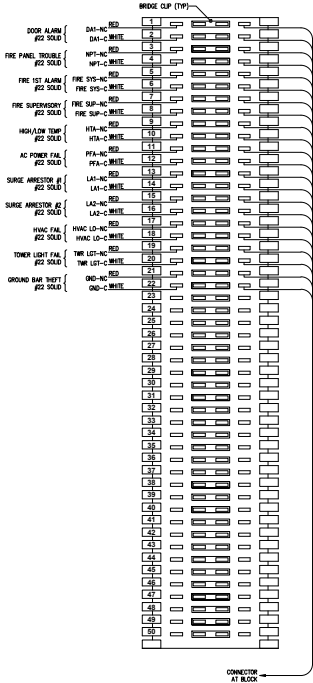 BRIDGE CLIP (TYP)
DOOR ALARM
#22 SOLID
DA1-NC RED 1
DA1-C WHITE 2
FIRE PANEL TROUBLE
#22 SOLID
NPT-NC RED 3
NPT-C WHITE 4
FIRE 1ST ALARM
#22 SOLID
FIRE SYS-NC RED 5
FIRE SYS-C WHITE 6
FIRE SUPERVISORY
#22 SOLID
FIRE SUP-NC RED 7
FIRE SUP-C WHITE 8
HIGH/LOW TEMP
#22 SOLID
HTA-NC RED 9
HTA-C WHITE 10
AC POWER FAIL
#22 SOLID
PFA-NC RED 11
PFA-C WHITE 12
SURGE ARRESTOR #1
#22 SOLID
LA1-NC RED 13
LA1-C WHITE 14
SURGE ARRESTOR #2
#22 SOLID
LA2-NC RED 15
LA2-C WHITE 16
HVAC FAIL
#22 SOLID
HVAC LO-NC RED 17
HVAC LO-C WHITE 18
TOWER LIGHT FAIL
#22 SOLID
TWR LGT-NC RED 19
TWR LGT-C WHITE 20
GROUND BAR THEFT
#22 SOLID
GND-NC RED 21
GND-C WHITE 22
23
24
25
26
27
28
29
30
31
32
33
34
35
36
37
38
39
40
41
42
43
44
45
46
47
48
49
50
CONNECTOR
AT BLOCK